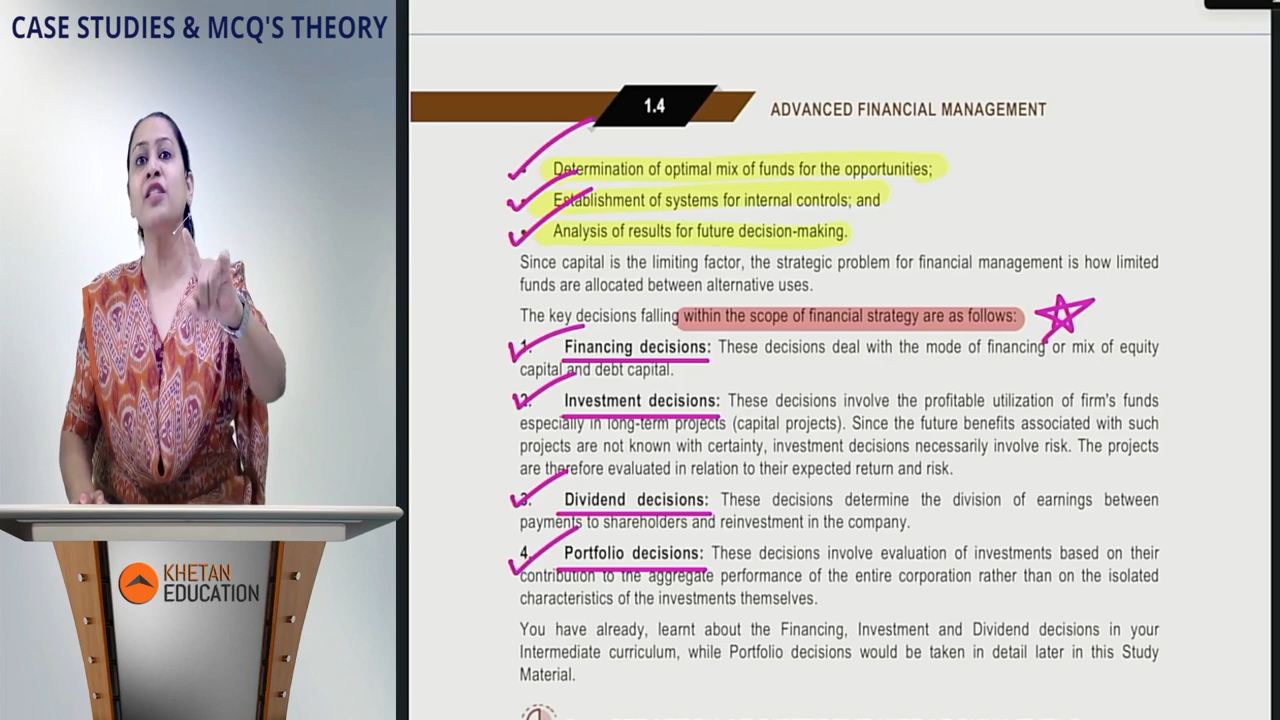 CASE STUDIES & MCQ'S THEORY
1.4
ADVANCED FINANCIAL MANAGEMENT
• Determination of optimal mix of funds for the opportunities;
• Establishment of systems for internal controls; and
• Analysis of results for future decision-making.
Since capital is the limiting factor, the strategic problem for financial management is how limited
funds are allocated between alternative uses.
The key decisions falling within the scope of financial strategy are as follows:
1. Financing decisions: These decisions deal with the mode of financing or mix of equity
capital and debt capital.
2. Investment decisions: These decisions involve the profitable utilization of firm's funds
especially in long-term projects (capital projects). Since the future benefits associated with such
projects are not known with certainty, investment decisions necessarily involve risk. The projects
are therefore evaluated in relation to their expected return and risk.
3. Dividend decisions: These decisions determine the division of earnings between
payments to shareholders and reinvestment in the company.
4. Portfolio decisions: These decisions involve evaluation of investments based on their
contribution to the aggregate performance of the entire corporation rather than on the isolated
characteristics of the investments themselves.
You have already, learnt about the Financing, Investment and Dividend decisions in your
Intermediate curriculum, while Portfolio decisions would be taken in detail later in this Study
Material.
KHETAN
EDUCATION